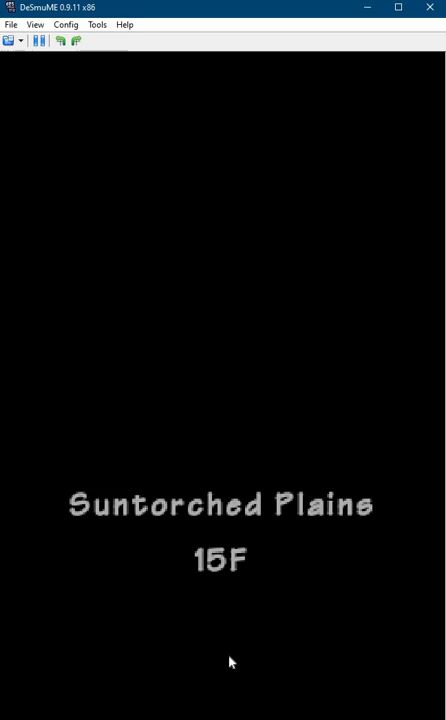 DeSmuME 0.9.11 x86
File View Config Tools Help
Suntorched Plains
15F